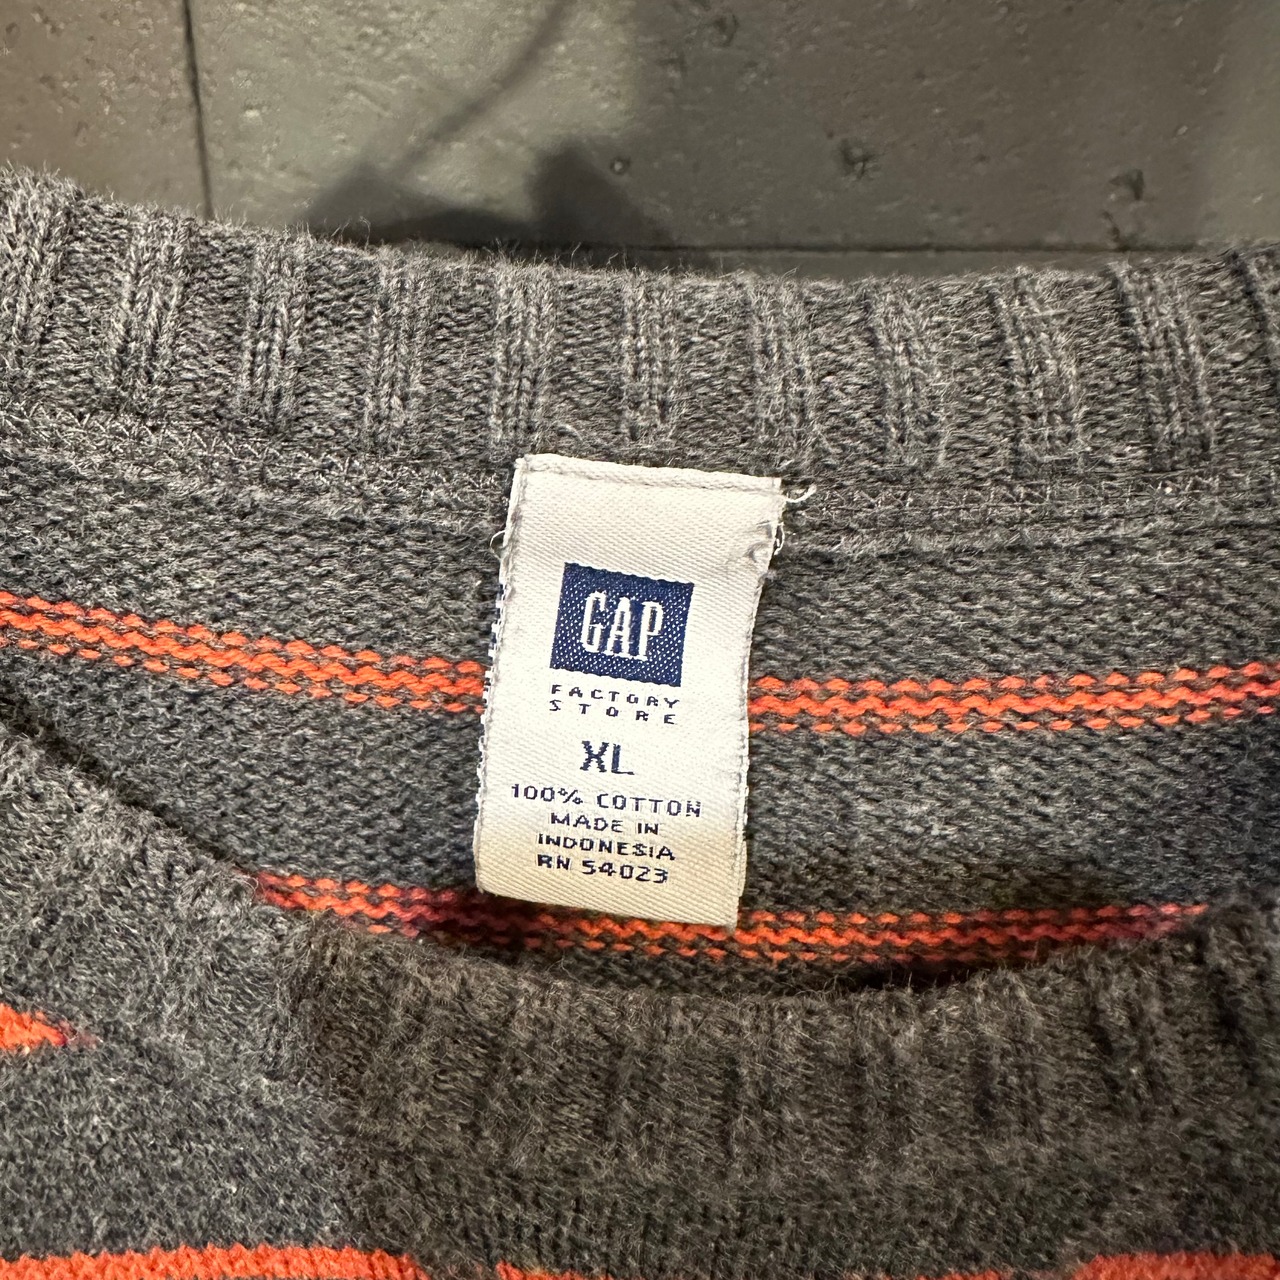 GAP
FACTORY
STORE
XL
100% COTTON
MADE IN
INDONESIA
RN 54023